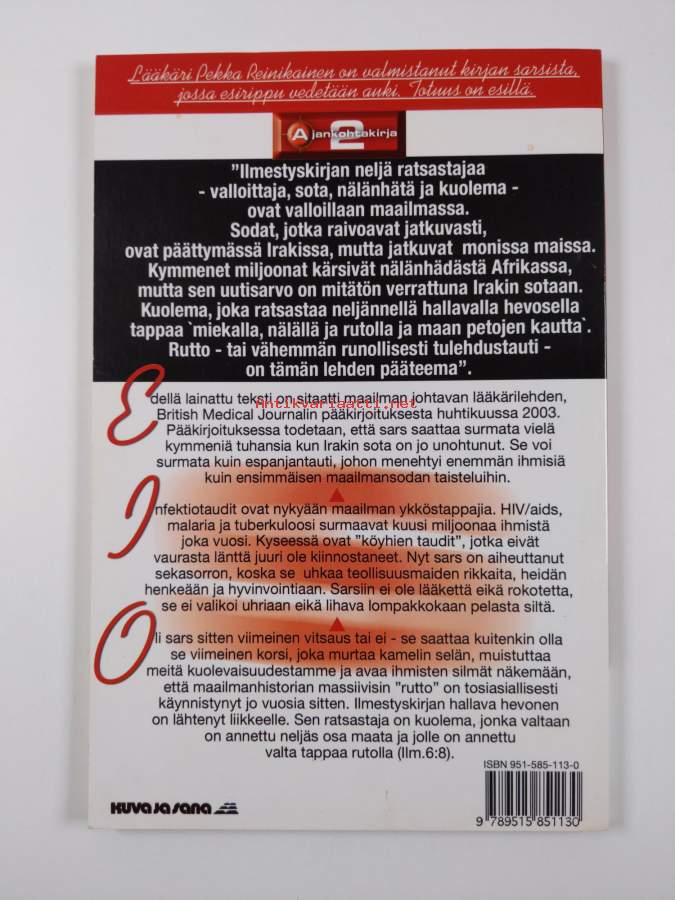 Lääkäri Pekka Reinikainen on valmistanut kirjan sarsista,
jossa esirippu vedetään auki. Totuus on esillä.
Ajankohtakirja
2
"Ilmestyskirjan neljä ratsastajaa
- valloittaja, sota, nälänhätä ja kuolema -
ovat valloillaan maailmassa.
Sodat, jotka raivoavat jatkuvasti,
ovat päättymässä Irakissa, mutta jatkuvat monissa maissa.
Kymmenet miljoonat kärsivät nälänhädästä Afrikassa,
mutta sen uutisarvo on mitätön verrattuna Irakin sotaan.
Kuolema, joka ratsastaa neljännellä hallavalla hevosella
tappaa `miekalla, nälällä ja rutolla ja maan petojen kautta`.
Rutto - tai vähemmän runollisesti tulehdustauti -
on tämän lehden pääteema".
Edellä lainattu teksti on sitaatti maailman johtavan lääkärilehden,
Antikvariaatti.net
British Medical Journalin pääkirjoituksesta huhtikuussa 2003.
Pääkirjoituksessa todetaan, että sars saattaa surmata vielä
kymmeniä tuhansia kun Irakin sota on jo unohtunut. Se voi
surmata kuin espanjantauti, johon menehtyi enemmän ihmisiä
kuin ensimmäisen maailmansodan taisteluihin.
Infektiotaudit ovat nykyään maailman ykköstappajia. HIV/aids,
malaria ja tuberkuloosi surmaavat kuusi miljoonaa ihmistä
joka vuosi. Kyseessä ovat "köyhien taudit", jotka eivät
vaurasta länttä juuri ole kiinnostaneet. Nyt sars on aiheuttanut
sekasorron, koska se uhkaa teollisuusmaiden rikkaita, heidän
henkeään ja hyvinvointiaan. Sarsiin ei ole lääkettä eikä rokotetta,
se ei valikoi uhriaan eikä lihava lompakkokaan pelasta siltä.
Oli sars sitten viimeinen vitsaus tai ei - se saattaa kuitenkin olla
se viimeinen korsi, joka murtaa kamelin selän, muistuttaa
meitä kuolevaisuudestamme ja avaa ihmisten silmät näkemään,
että maailmanhistorian massiivisin "rutto" on tosiasiallisesti
käynnistynyt jo vuosia sitten. Ilmestyskirjan hallava hevonen
on lähtenyt liikkeelle. Sen ratsastaja on kuolema, jonka valtaan
on annettu neljäs osa maata ja jolle on annettu
valta tappaa rutolla (Ilm.6:8).
ISBN 951-585-113-0
kuva ja sana
9 789515 851130